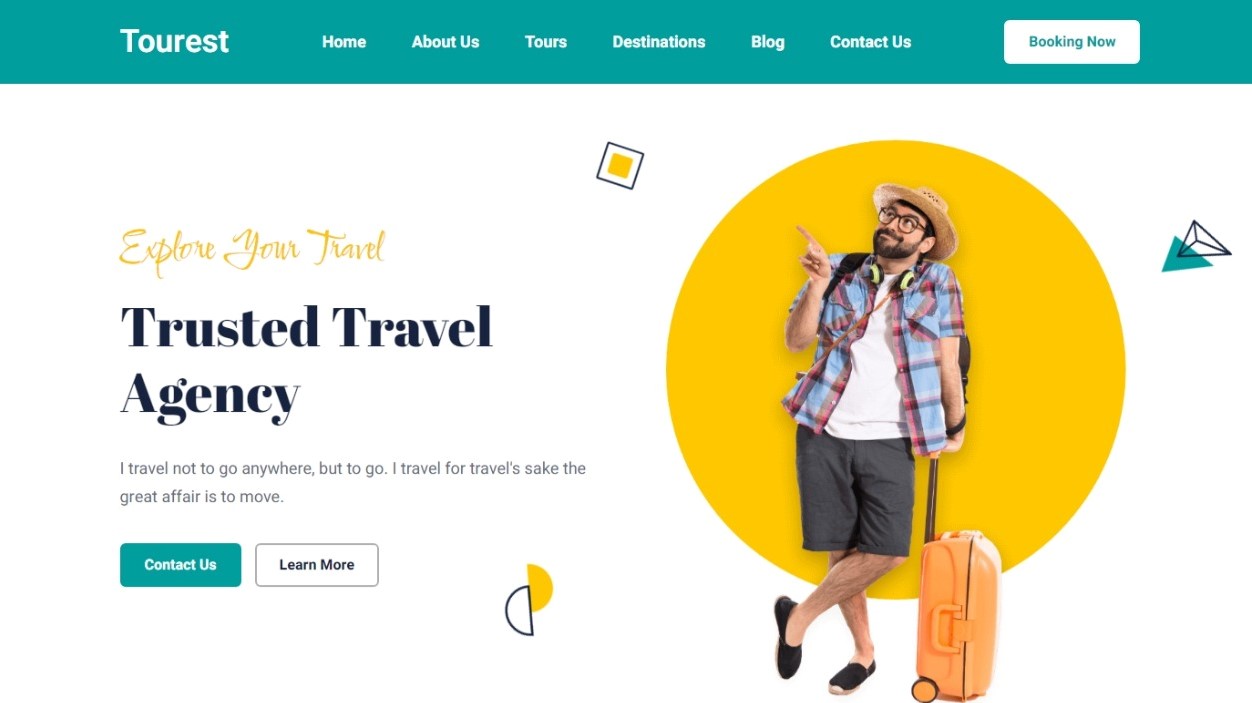 Tourest
Home
About Us
Tours
Destinations
Blog
Contact Us
Booking Now
Explore Your Travel
Trusted Travel
Agency
I travel not to go anywhere, but to go. I travel for travel's sake the
great affair is to move.
Contact Us
Learn More